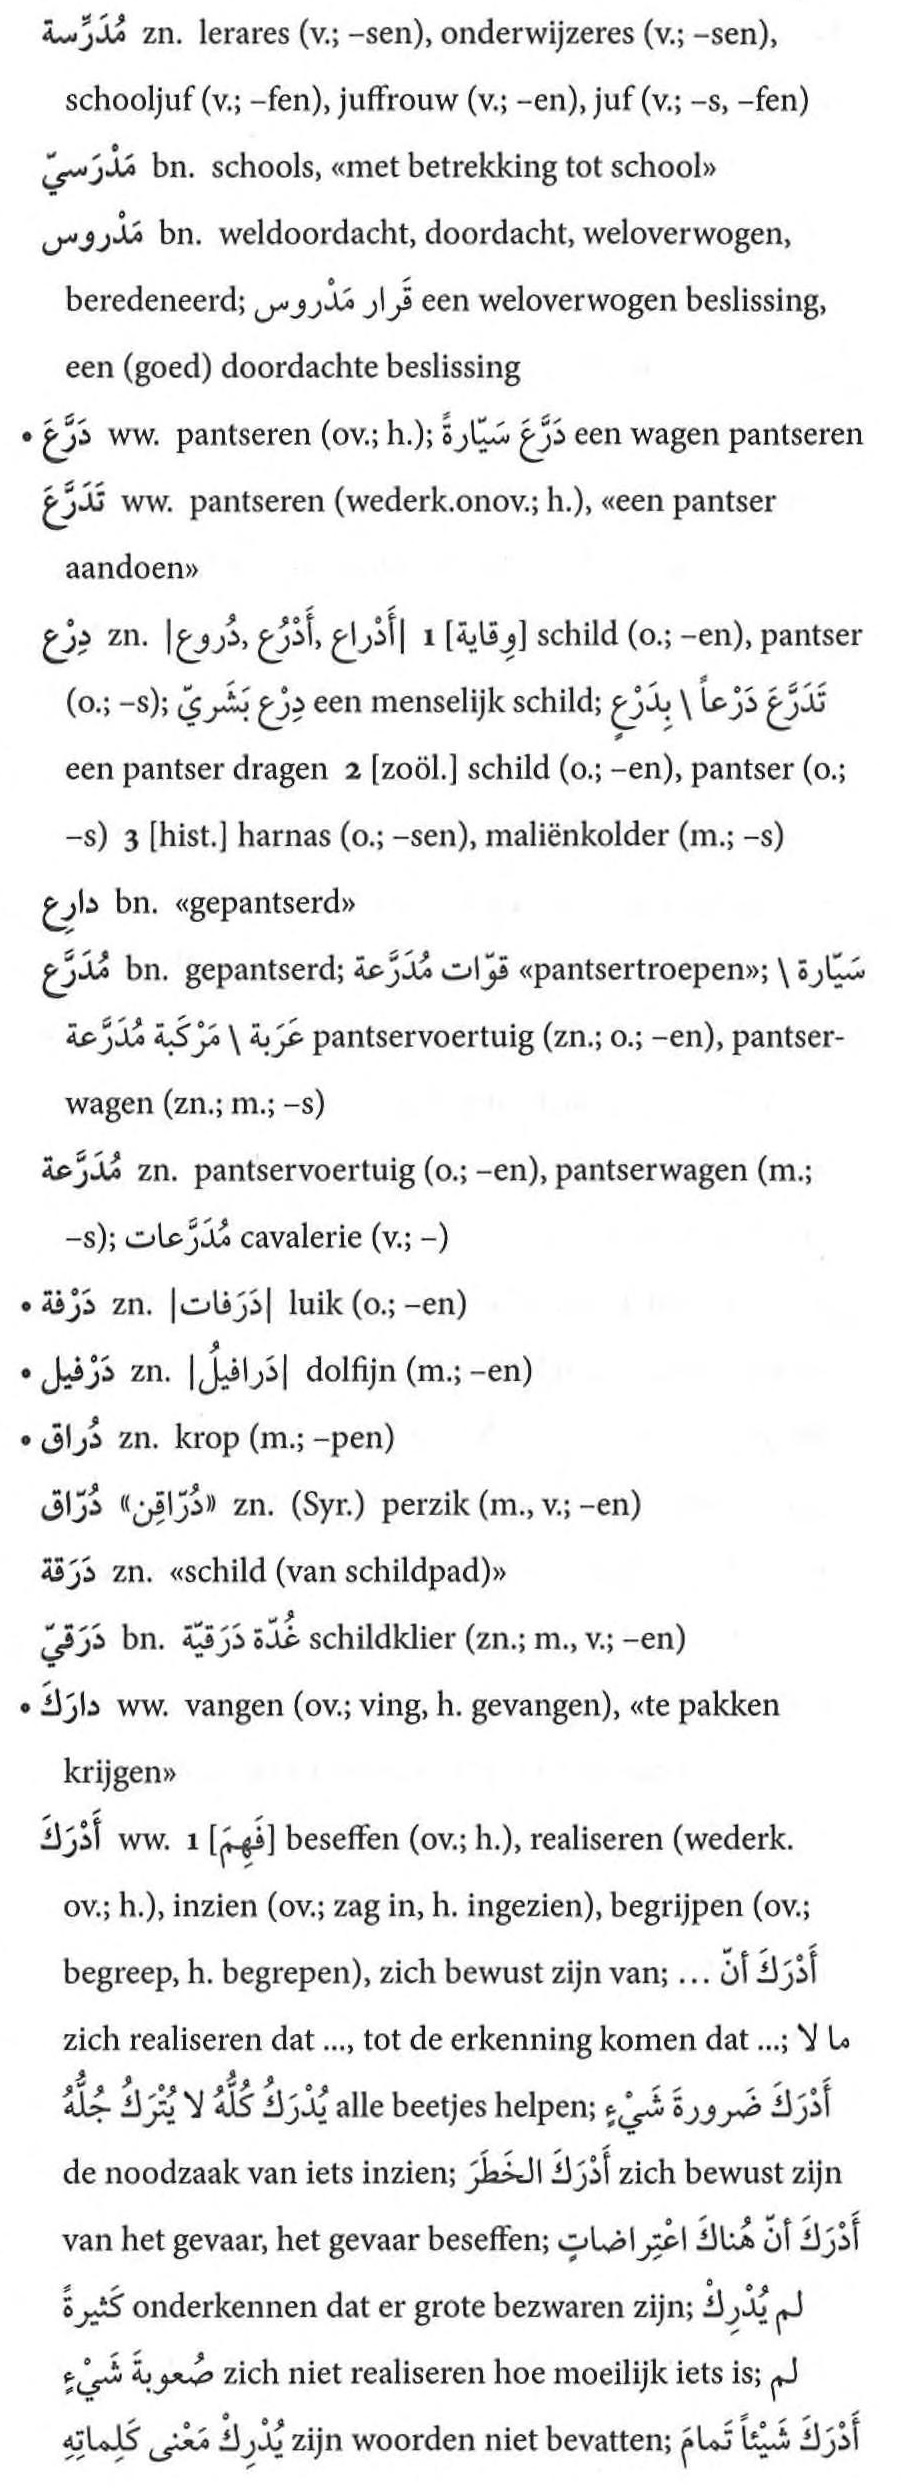 مُدَرِّسة zn. lerares (v.; –sen), onderwijzeres (v.; –sen),
schooljuf (v.; –fen), juffrouw (v.; –en), juf (v.; –s, –fen)
مَدْرَسيّ bn. schools, «met betrekking tot school»
مَدْروس bn. weldoordacht, doordacht, weloverwogen,
beredeneerd; قَرار مَدْروس een weloverwogen beslissing,
een (goed) doordachte beslissing
• دَرَّعَ ww. pantseren (ov.; h.); دَرَّعَ سَيّارةً een wagen pantseren
تَدَرَّعَ ww. pantseren (wederk.onov.; h.), «een pantser
aandoen»
دِرْع zn. |أَدْراع, أَدْرُع, دُروع| 1 [وِقاية] schild (o.; –en), pantser
(o.; –s); دِرْع بَشَريّ een menselijk schild; تَدَرَّعَ دَرْعاً \ بِدَرْعٍ
een pantser dragen 2 [zoöl.] schild (o.; –en), pantser (o.;
–s) 3 [hist.] harnas (o.; –sen), maliënkolder (m.; –s)
دارِع bn. «gepantserd»
مُدَرَّع bn. gepantserd; قوّات مُدَرَّعة «pantsertroepen»; سَيّارة \
عَرَبة \ مَرْكَبة مُدَرَّعة pantservoertuig (zn.; o.; –en), pantser-
wagen (zn.; m.; –s)
مُدَرَّعة zn. pantservoertuig (o.; –en), pantserwagen (m.;
–s); مُدَرَّعات cavalerie (v.; –)
• دَرْفة zn. |دَرَفات| luik (o.; –en)
• دَرْفيل zn. |دَرافيلُ| dolfijn (m.; –en)
• دُراق zn. krop (m.; –pen)
دُرّاق «دُرّاقِن» zn. (Syr.) perzik (m., v.; –en)
دَرَقة zn. «schild (van schildpad)»
دَرَقيّ bn. غُدّة دَرَقيّة schildklier (zn.; m., v.; –en)
• دارَكَ ww. vangen (ov.; ving, h. gevangen), «te pakken
krijgen»
أَدْرَكَ ww. 1 [فَهِمَ] beseffen (ov.; h.), realiseren (wederk.
ov.; h.), inzien (ov.; zag in, h. ingezien), begrijpen (ov.;
begreep, h. begrepen), zich bewust zijn van; أَدْرَكَ أنّ ...
zich realiseren dat ..., tot de erkenning komen dat ...; ما لا
يُدْرَكُ كُلُّهُ لا يُتْرَكُ جُلُّهُ alle beetjes helpen; أَدْرَكَ ضَرورةَ شَيْءٍ
de noodzaak van iets inzien; أَدْرَكَ الخَطَرَ zich bewust zijn
van het gevaar, het gevaar beseffen; أَدْرَكَ أنّ هُناكَ اعْتِراضاتٍ
كَثيرةً onderkennen dat er grote bezwaren zijn; لم يُدْرِكْ
صُعوبةَ شَيْءٍ zich niet realiseren hoe moeilijk iets is; لم
يُدْرِكْ مَعْنى كَلِماتِهِ zijn woorden niet bevatten; أَدْرَكَ شَيْئاً تَمامَ